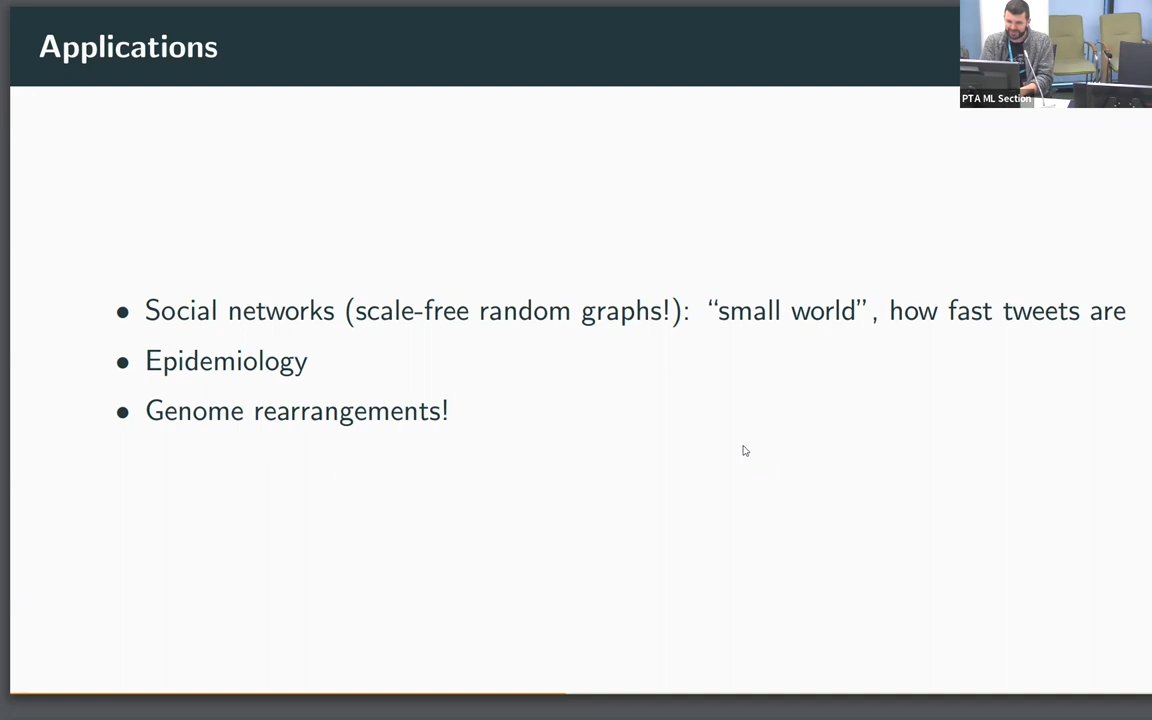 Applications
PTA ML Section
• Social networks (scale-free random graphs!): “small world”, how fast tweets are
• Epidemiology
• Genome rearrangements!